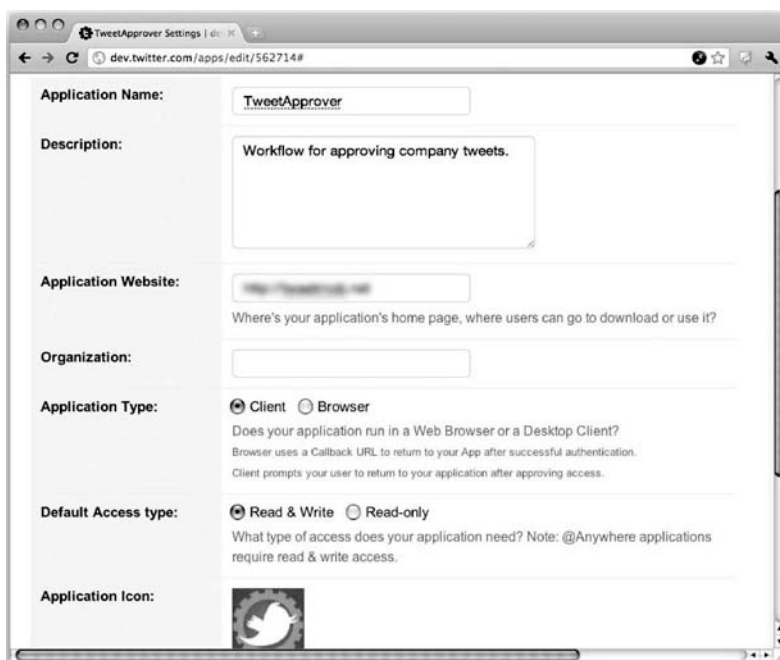 TweetApprover Settings | de
dev.twitter.com/apps/edit/562714#
Application Name:
TweetApprover
Description:
Workflow for approving company tweets.
Application Website:
Where's your application's home page, where users can go to download or use it?
Organization:
Application Type:
Client Browser
Does your application run in a Web Browser or a Desktop Client?
Browser uses a Callback URL to return to your App after successful authentication.
Client prompts your user to return to your application after approving access.
Default Access type:
Read & Write Read-only
What type of access does your application need? Note: @Anywhere applications
require read & write access.
Application Icon: